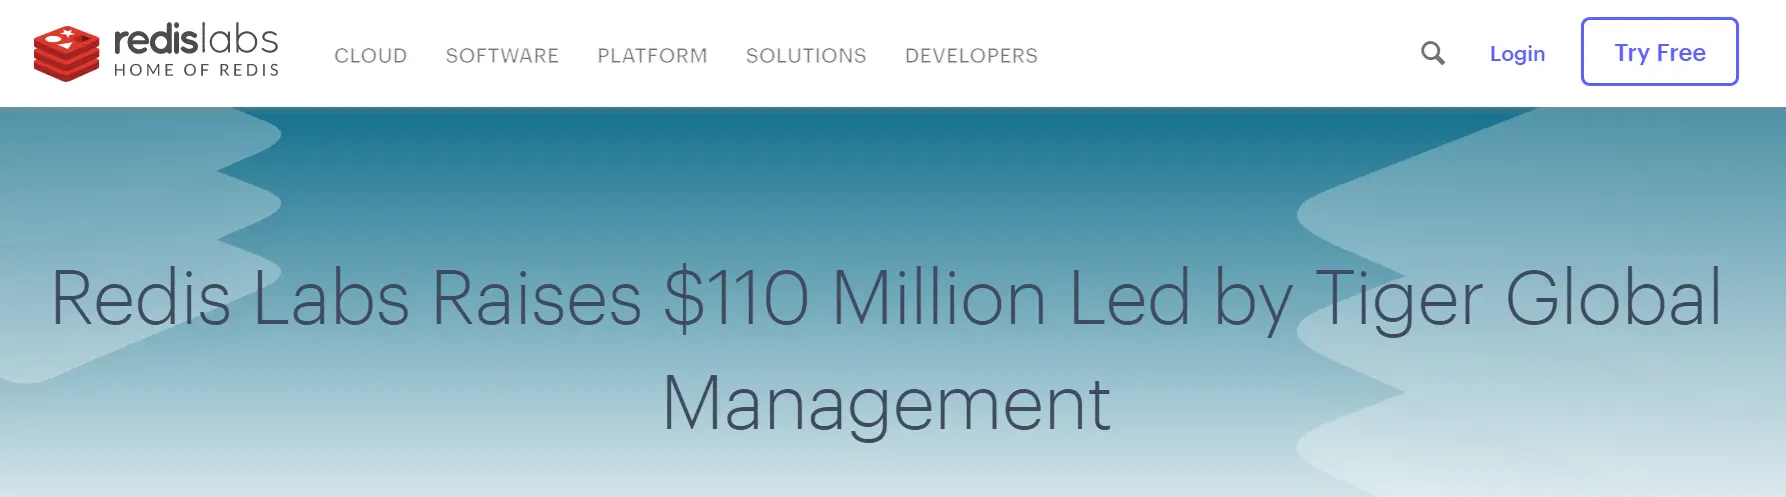 redislabs
HOME OF REDIS
CLOUD SOFTWARE PLATFORM SOLUTIONS DEVELOPERS
Login
Try Free
Redis Labs Raises $110 Million Led by Tiger Global
Management